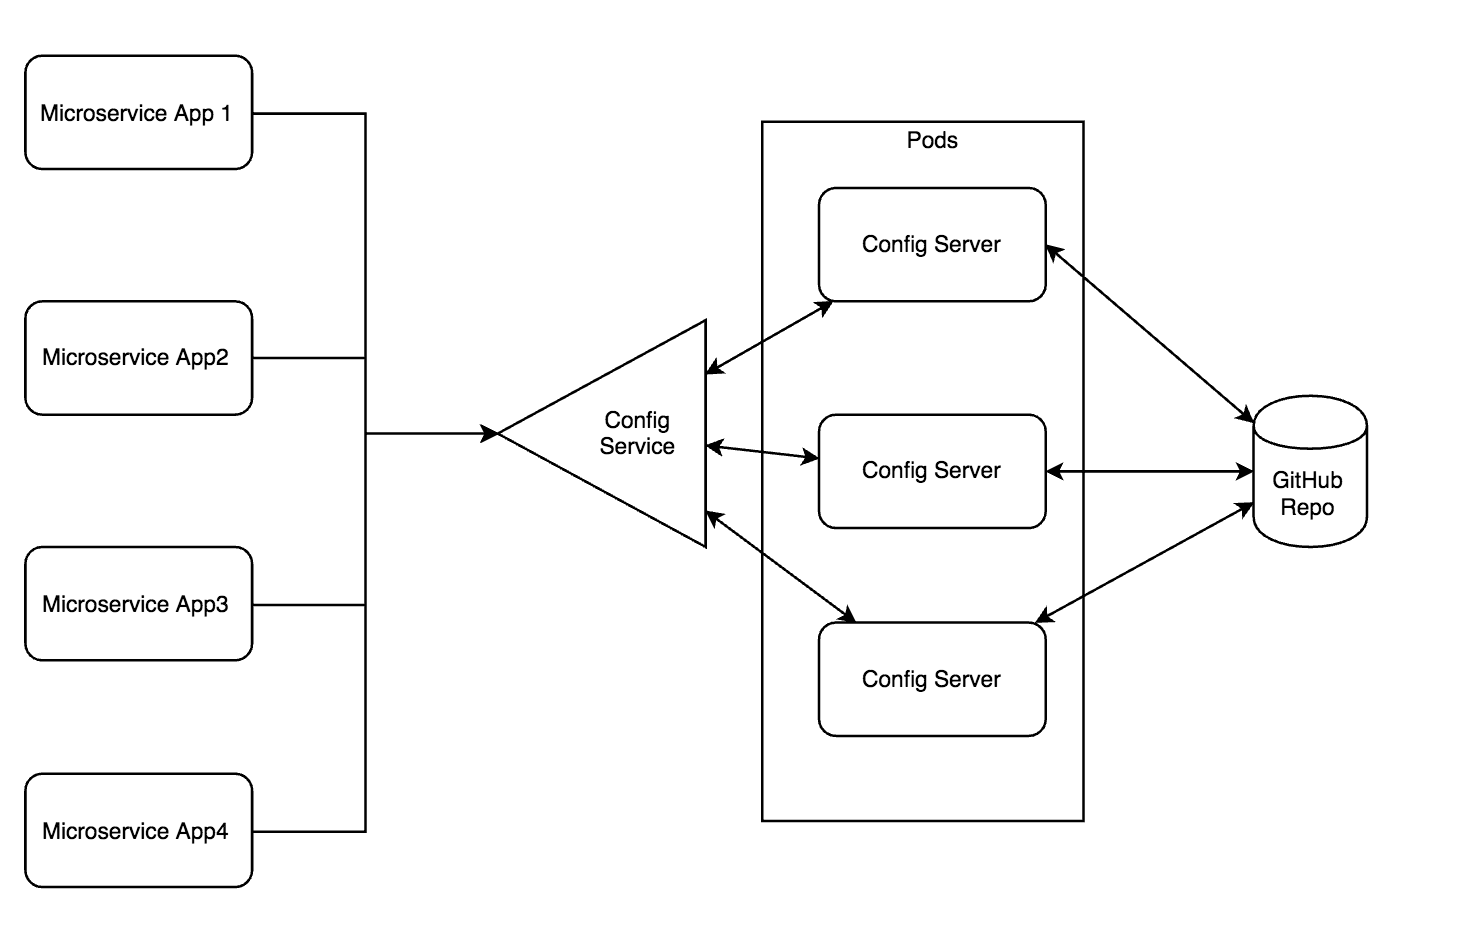 Microservice App 1
Microservice App2
Microservice App3
Microservice App4
Config
Service
Pods
Config Server
Config Server
Config Server
GitHub
Repo